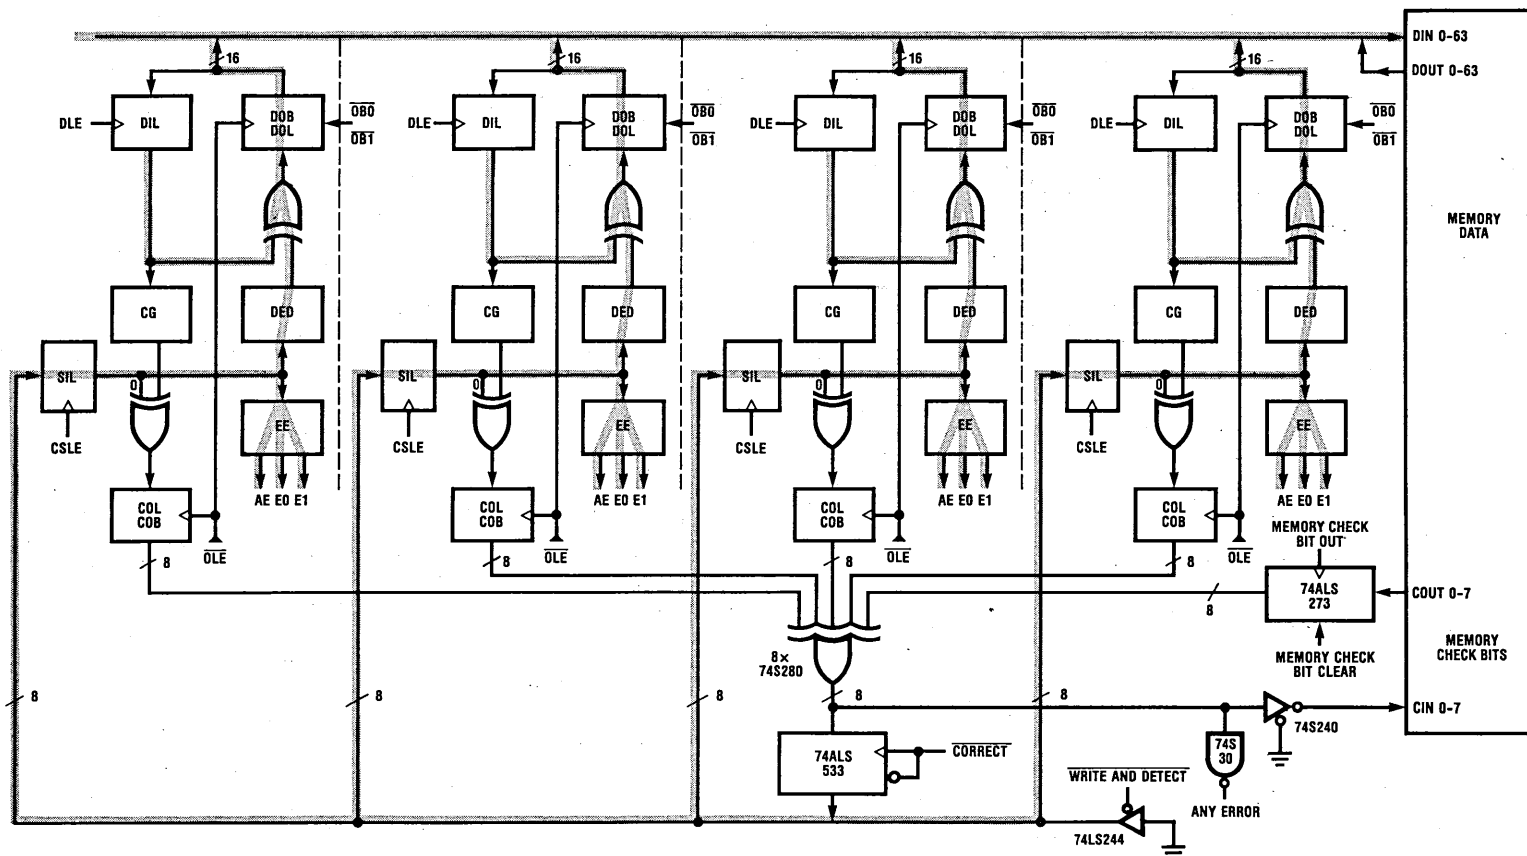 DIN 0-63
16
16
16
16
DOUT 0-63
DIL
DOB
DOL
OB0
OB1
DLE
DIL
DOB
DOL
OB0
OB1
DLE
DIL
DOB
DOL
OB0
OB1
DLE
DIL
DOB
DOL
OB0
OB1
DLE
MEMORY
DATA
CG
DED
CG
DED
CG
DED
CG
DED
SIL
0
SIL
0
SIL
0
SIL
0
EE
EE
EE
EE
CSLE
CSLE
CSLE
CSLE
AE E0 E1
AE E0 E1
AE E0 E1
AE E0 E1
COL
COB
COL
COB
COL
COB
COL
COB
OLE
OLE
OLE
OLE
8
8
8
8
MEMORY CHECK
BIT OUT
74ALS
273
COUT 0-7
8
MEMORY CHECK
BIT CLEAR
MEMORY
CHECK BITS
8×
74S280
8
8
8
8
8
CIN 0-7
74S240
74S
30
74ALS
533
CORRECT
WRITE AND DETECT
ANY ERROR
74LS244